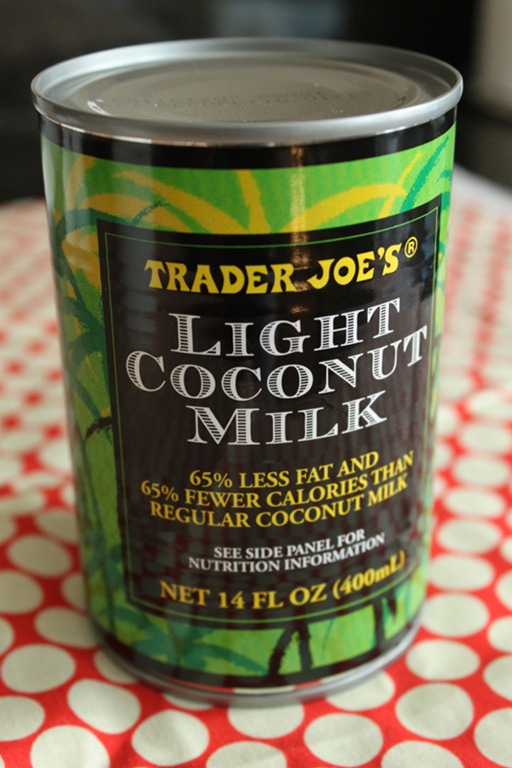 TRADER JOE'S®
LIGHT
COCONUT
MILK
65% LESS FAT AND
65% FEWER CALORIES THAN
REGULAR COCONUT MILK
SEE SIDE PANEL FOR
NUTRITION INFORMATION
NET 14 FL OZ (400mL)